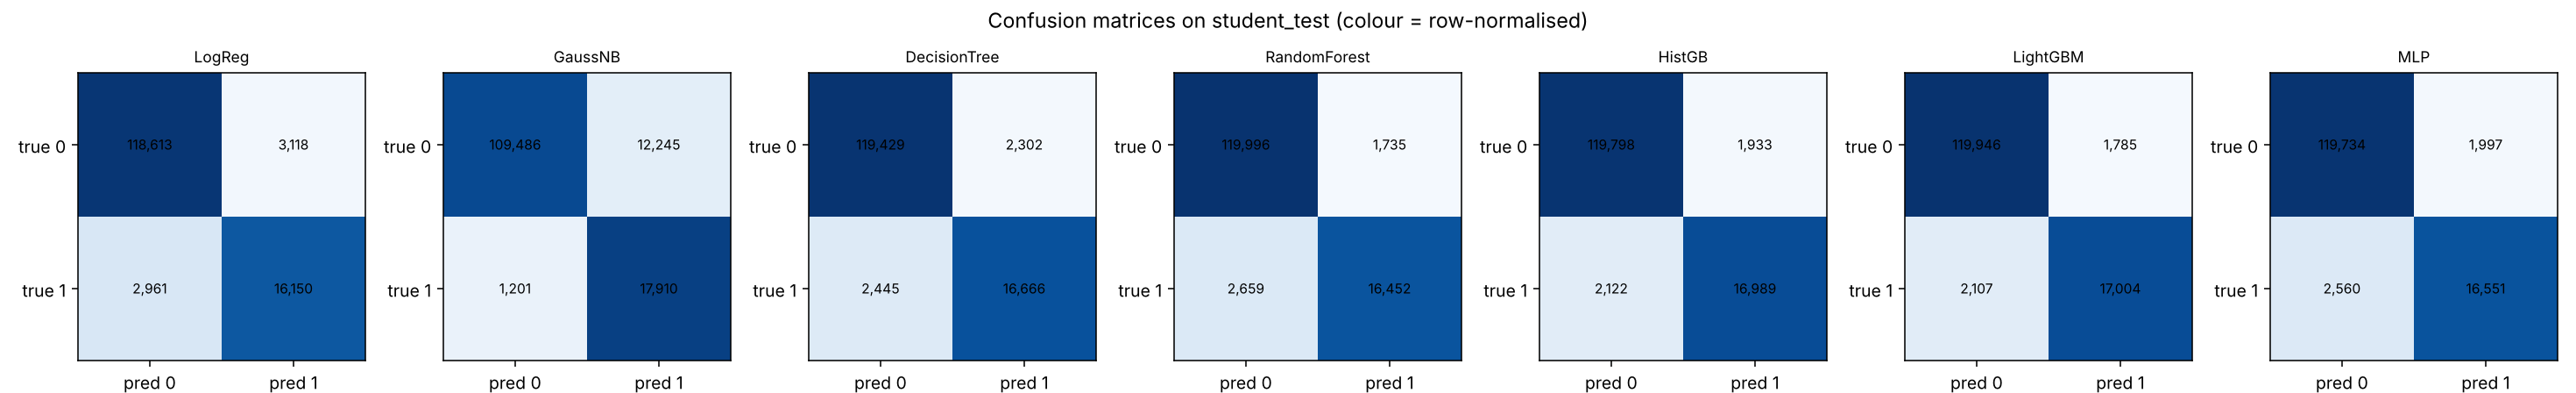 Confusion matrices on student_test (colour = row-normalised)
LogReg
true 0
118,613
3,118
true 1
2,961
16,150
pred 0
pred 1
GaussNB
true 0
109,486
12,245
true 1
1,201
17,910
pred 0
pred 1
DecisionTree
true 0
119,429
2,302
true 1
2,445
16,666
pred 0
pred 1
RandomForest
true 0
119,996
1,735
true 1
2,659
16,452
pred 0
pred 1
HistGB
true 0
119,798
1,933
true 1
2,122
16,989
pred 0
pred 1
LightGBM
true 0
119,946
1,785
true 1
2,107
17,004
pred 0
pred 1
MLP
true 0
119,734
1,997
true 1
2,560
16,551
pred 0
pred 1